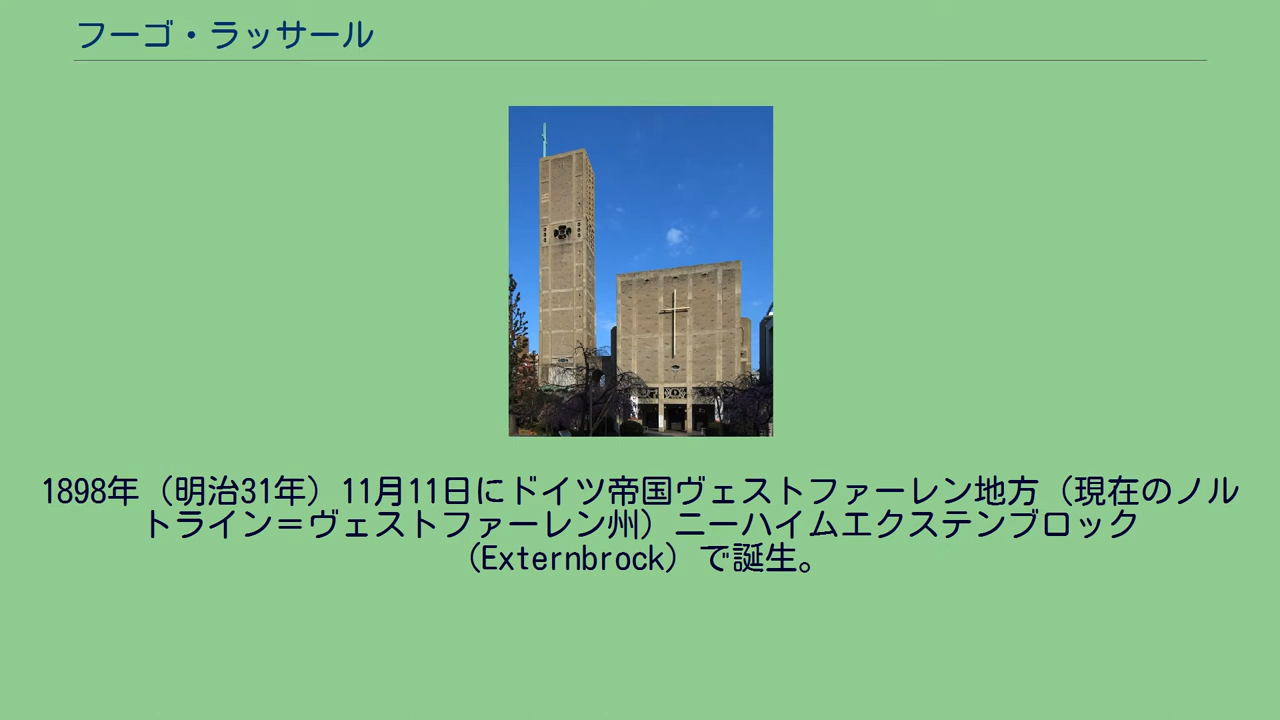 フーゴ・ラッサール
1898年（明治31年）11月11日にドイツ帝国ヴェストファーレン地方（現在のノル
トライン＝ヴェストファーレン州）ニーハイムエクステンブロック
（Externbrock）で誕生。